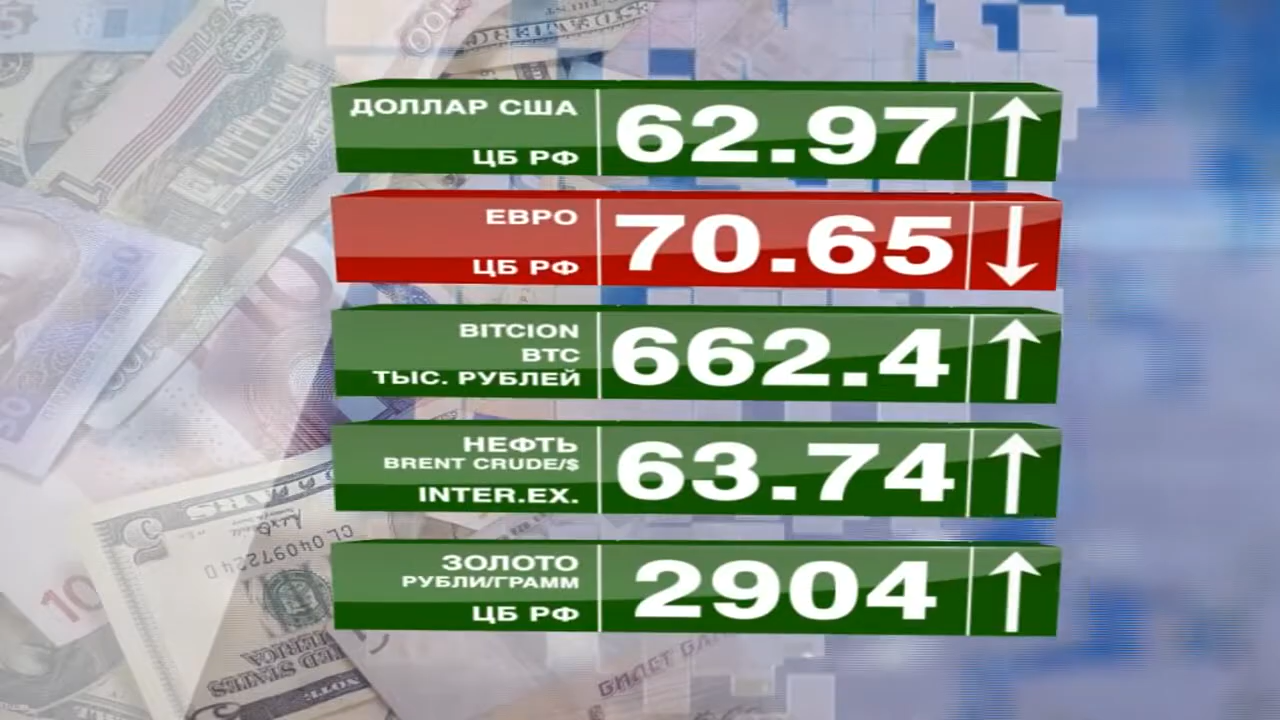 ДОЛЛАР США
ЦБ РФ
62.97
ЕВРО
ЦБ РФ
70.65
BITCION
BTC
ТЫС. РУБЛЕЙ
662.4
НЕФТЬ
BRENT CRUDE/$
INTER.EX.
63.74
ЗОЛОТО
РУБЛИ/ГРАММ
ЦБ РФ
2904
БИЛЕТ